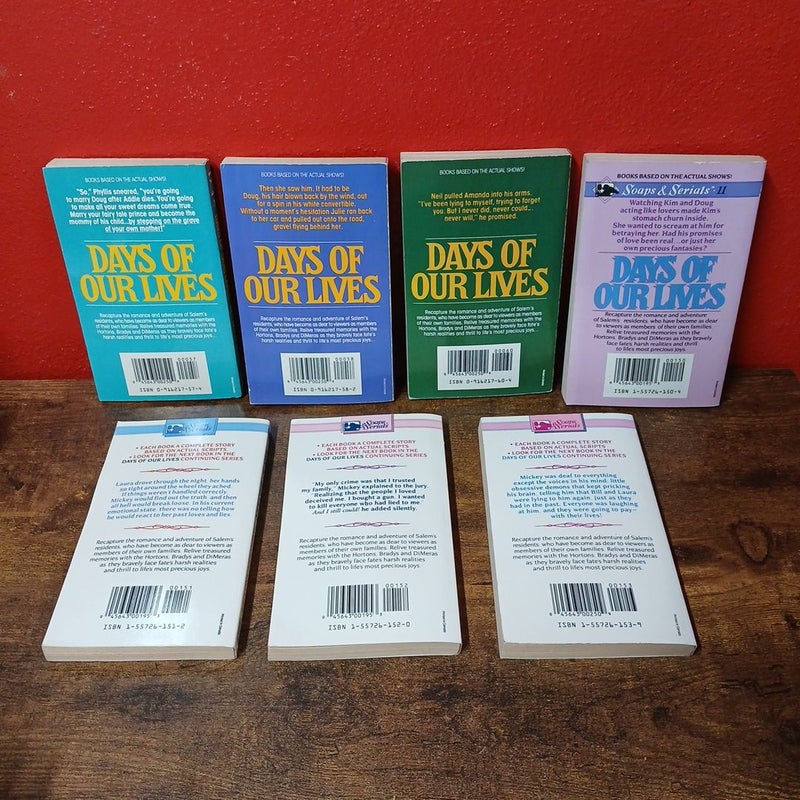 BOOKS BASED ON THE ACTUAL SHOWS!
"So," Phyllis sneared, "you're going
to marry Doug after Addie dies. You're
going to make all your sweet dreams come true.
Marry your fairy tale prince and become the
mommy of his child...by stepping on the grave
of your own mother!"
DAYS OF
OUR LIVES
Recapture the romance and adventure of Salem's
residents, who have become as dear to viewers as members
of their own families. Relive treasured memories with the
Hortons, Bradys and DiMeras as they bravely face fate's
harsh realities and thrill to life's most precious joys.
00057
45643 00250
ISBN 0-916217-57-4
BOOKS BASED ON THE ACTUAL SHOWS!
Then she saw him. It had to be
Doug, his hair blown back by the wind, out
for a spin in his white convertible.
Without a moment's hesitation Julie ran back
to her car and pulled out onto the road,
gravel flying behind her.
DAYS OF
OUR LIVES
Recapture the romance and adventure of Salem's
residents, who have become as dear to viewers as members
of their own families. Relive treasured memories with the
Hortons, Bradys and DiMeras as they bravely face fate's
harsh realities and thrill to life's most precious joys.
45643 00250
ISBN 0-916217-58-2
BOOKS BASED ON THE ACTUAL SHOWS!
Neil pulled Amanda into his arms.
"I've been lying to myself, trying to forget
you. But I never did, never could...
never will," he promised.
DAYS OF
OUR LIVES
Recapture the romance and adventure of Salem's
residents, who have become as dear to viewers as members
of their own families. Relive treasured memories with the
Hortons, Bradys and DiMeras as they bravely face fate's
harsh realities and thrill to life's most precious joys.
00060
45643 00250
ISBN 0-916217-60-4
BOOKS BASED ON THE ACTUAL SHOWS!
Soaps & Serials™ II
Watching Kim and Doug
acting like lovers made Kim's
stomach churn inside.
She wanted to scream at him for
betraying her. Had his promises
of love been real...or just her
own precious fantasies?
DAYS OF
OUR LIVES
Recapture the romance and adventure
of Salem's residents, who have become as dear
to viewers as members of their own families.
Relive treasured memories with the
Hortons, Bradys and DiMeras as they bravely
face fate's harsh realities and thrill
to life's most precious joys.
00150
45643 00195
ISBN 1-55726-150-4
Soaps
& Serials
• EACH BOOK A COMPLETE STORY
BASED ON ACTUAL SCRIPTS
• LOOK FOR THE NEXT BOOK IN THE
DAYS OF OUR LIVES CONTINUING SERIES
Laura drove through the night, her hands
so tight around the wheel they ached.
If things weren't handled correctly,
Mickey would find out the truth, and then
all hell would break loose. In his current
emotional state, there was no telling how
he would react to her past love and lies.
Recapture the romance and adventure of Salem's
residents, who have become as dear to viewers as
members of their own families. Relive treasured
memories with the Hortons, Bradys and DiMeras
as they bravely face fate's harsh realities
and thrill to life's most precious joys.
00151
45643 00195
ISBN 1-55726-151-2
Soaps
& Serials
• EACH BOOK A COMPLETE STORY
BASED ON ACTUAL SCRIPTS
• LOOK FOR THE NEXT BOOK IN THE
DAYS OF OUR LIVES CONTINUING SERIES
"My only crime was that I trusted
my family," Mickey explained to the jury.
"Realizing that the people I loved
deceived me, I bought a gun. I wanted
to kill everyone who had lied to me."
And I still could! he added silently.
Recapture the romance and adventure of Salem's
residents, who have become as dear to viewers as
members of their own families. Relive treasured
memories with the Hortons, Bradys and DiMeras
as they bravely face fate's harsh realities
and thrill to life's most precious joys.
00152
45643 00195
ISBN 1-55726-152-0
Soaps
& Serials
• EACH BOOK A COMPLETE STORY
BASED ON ACTUAL SCRIPTS
• LOOK FOR THE NEXT BOOK IN THE
DAYS OF OUR LIVES CONTINUING SERIES
Mickey was deaf to everything
except the voices in his mind, little
obsessive demons that kept pricking
his brain, telling him that Bill and Laura
were lying to him again, just as they
had in the past. Everyone was laughing
at him, and they were going to pay—
with their lives!
Recapture the romance and adventure of Salem's
residents, who have become as dear to viewers as
members of their own families. Relive treasured
memories with the Hortons, Bradys and DiMeras
as they bravely face fate's harsh realities
and thrill to life's most precious joys.
00153
45643 00250
ISBN 1-55726-153-9